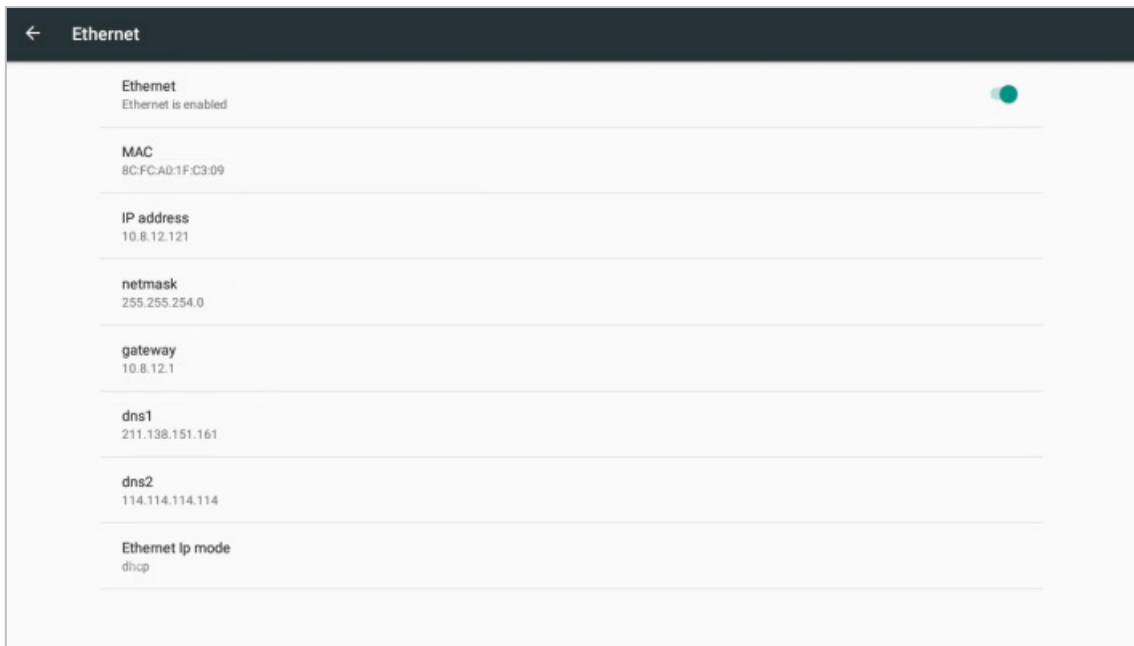 Ethernet
Ethernet
Ethernet is enabled
MAC
8C:FC:A0:1F:C3:09
IP address
10.8.12.121
netmask
255.255.254.0
gateway
10.8.12.1
dns1
211.138.151.161
dns2
114.114.114.114
Ethernet Ip mode
dhcp